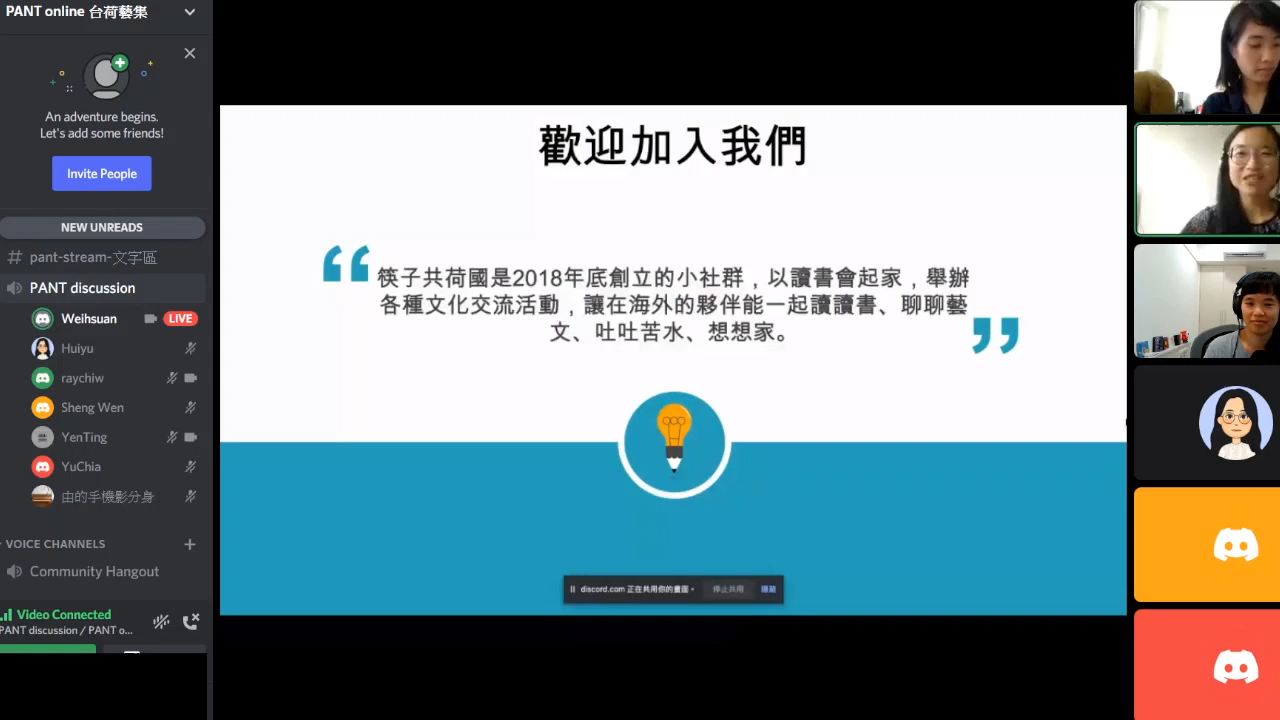 PANT online 台荷藝集
An adventure begins.
Let's add some friends!
Invite People
NEW UNREADS
# pant-stream-文字區
PANT discussion
Weihsuan
LIVE
Huiyu
raychiw
Sheng Wen
YenTing
YuChia
由的手機影分身
VOICE CHANNELS
Community Hangout
Video Connected
PANT discussion / PANT o...
歡迎加入我們
筷子共荷國是2018年底創立的小社群，以讀書會起家，舉辦
各種文化交流活動，讓在海外的夥伴能一起讀讀書、聊聊藝
文、吐吐苦水、想想家。
discord.com 正在共用你的畫面。
停止共用
隱藏